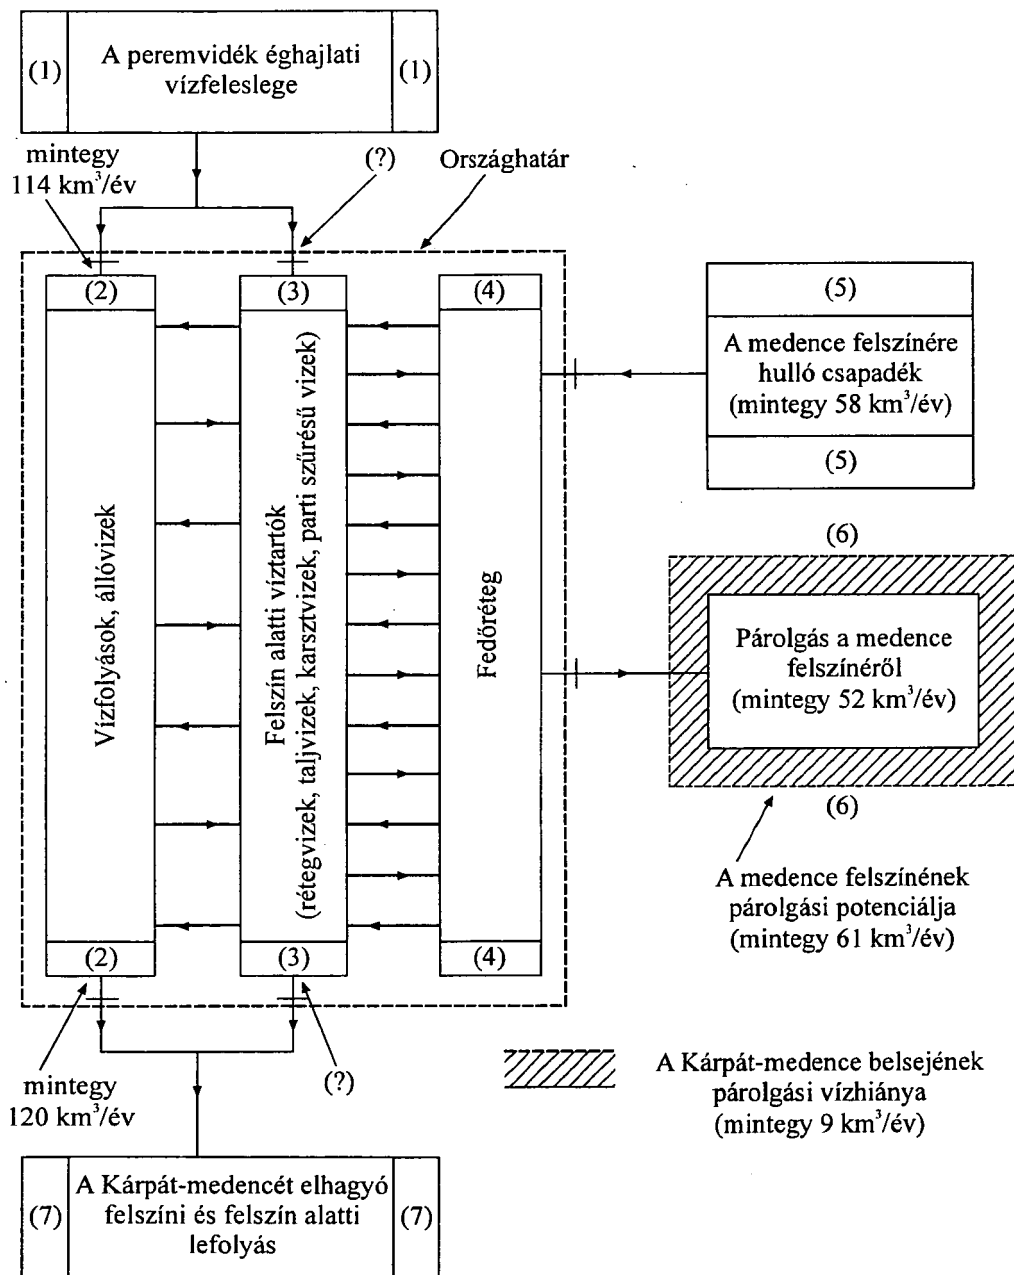 (1)
A peremvidék éghajlati
vízfeleslege
(1)
mintegy
114 km³/év
(?)
Országhatár
(2)
(3)
(4)
(5)
A medence felszínére
hulló csapadék
(mintegy 58 km³/év)
(5)
Vízfolyások, állóvizek
Felszín alatti víztartók
(rétegvizek, taljvizek, karsztvizek, parti szűrésű vizek)
Fedőréteg
(6)
Párolgás a medence
felszínéről
(mintegy 52 km³/év)
(6)
A medence felszínének
párolgási potenciálja
(mintegy 61 km³/év)
(2)
(3)
(4)
mintegy
120 km³/év
(?)
A Kárpát-medence belsejének
párolgási vízhiánya
(mintegy 9 km³/év)
(7)
A Kárpát-medencét elhagyó
felszíni és felszín alatti
lefolyás
(7)